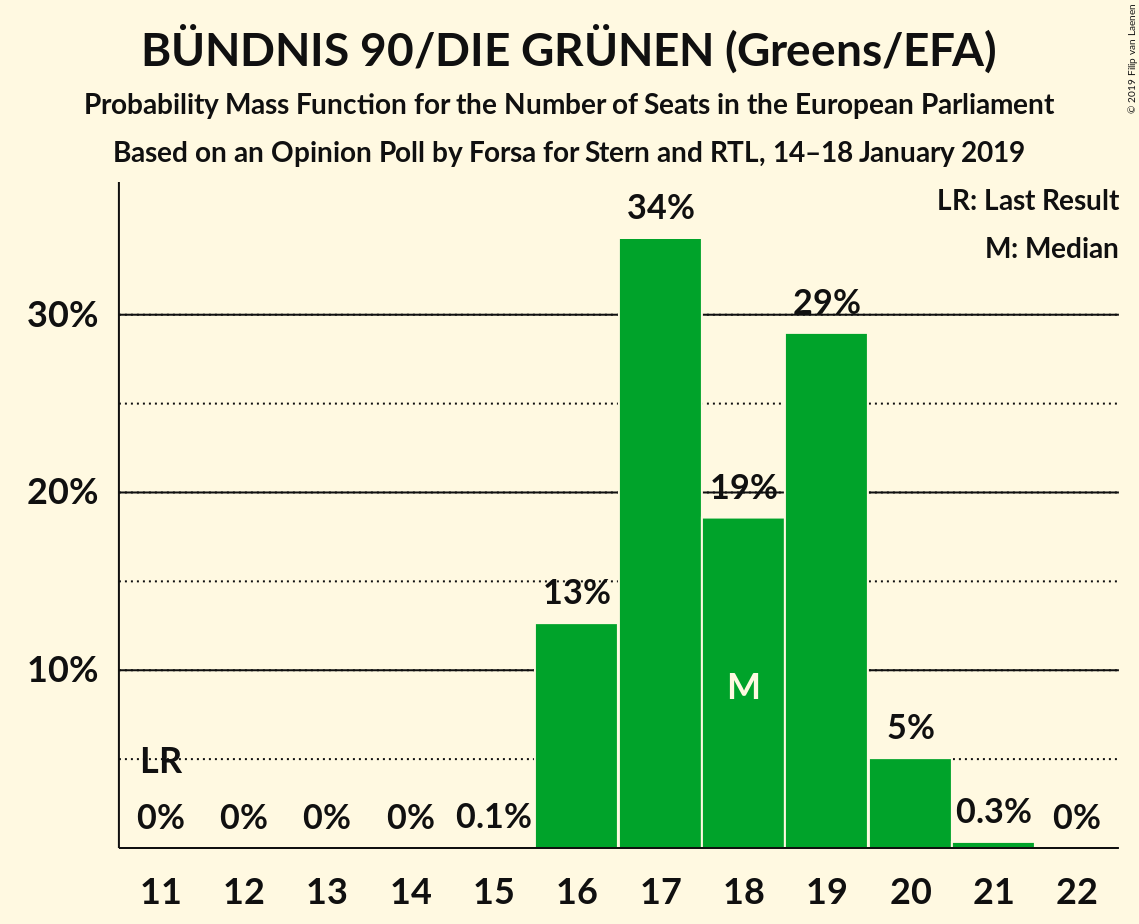 BÜNDNIS 90/DIE GRÜNEN (Greens/EFA)
Probability Mass Function for the Number of Seats in the European Parliament
Based on an Opinion Poll by Forsa for Stern and RTL, 14–18 January 2019
© 2019 Filip van Laenen
LR: Last Result
M: Median
34%
30%
29%
20%
19%
13%
10%
M
LR
5%
0%
0%
0%
0%
0.1%
0.3%
0%
11 12 13 14 15 16 17 18 19 20 21 22